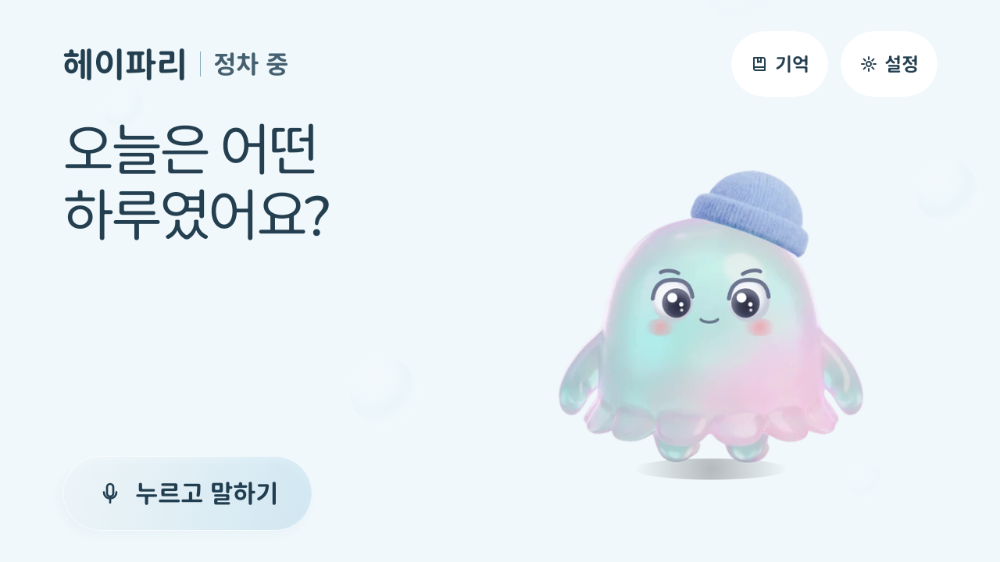 헤이파리
정차 중
기억
설정
오늘은 어떤
하루였어요?
누르고 말하기